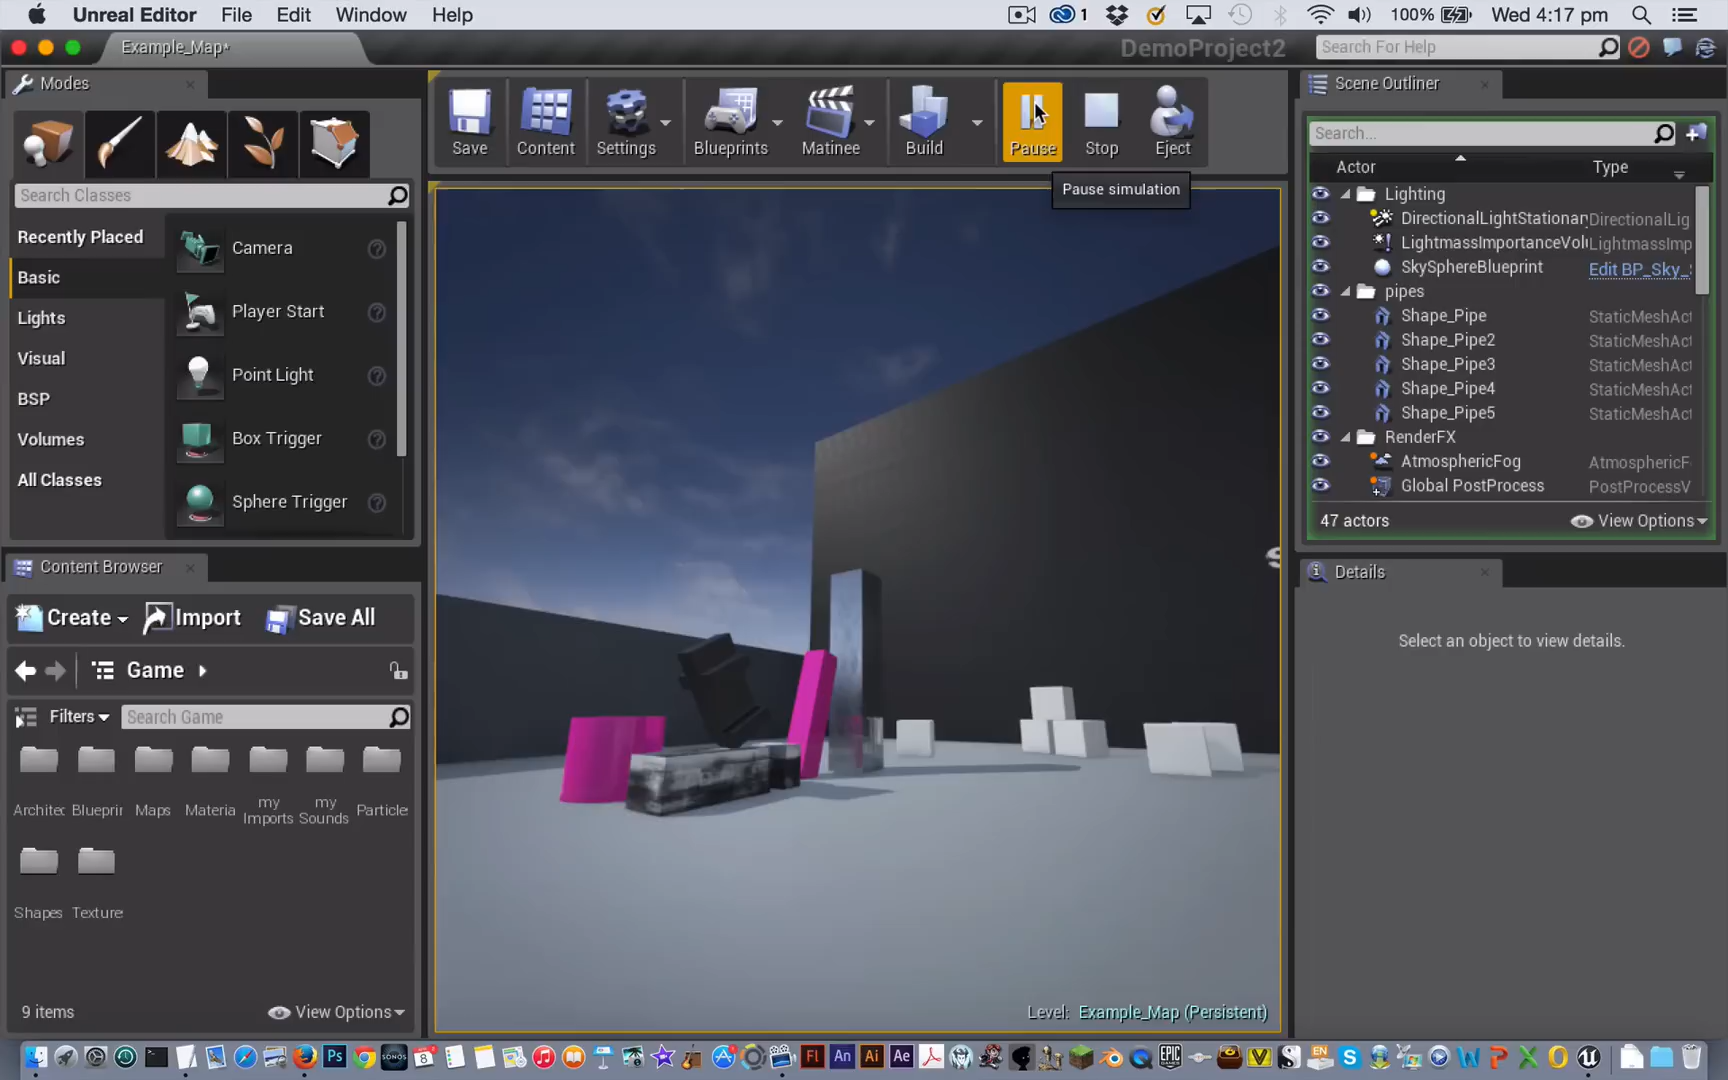 Unreal Editor File Edit Window Help
1 100% Wed 4:17 pm
Example_Map*
DemoProject2
Search For Help
Modes
Save
Content
Settings
Blueprints
Matinee
Build
Pause
Stop
Eject
Pause simulation
Search Classes
Recently Placed
Basic
Lights
Visual
BSP
Volumes
All Classes
Camera
Player Start
Point Light
Box Trigger
Sphere Trigger
Content Browser
Create
Import
Save All
Game
Filters
Search Game
Architec
Blueprir
Maps
Materia
my Imports
my Sounds
Particle
Shapes
Texture
9 items
View Options
Level: Example_Map (Persistent)
Scene Outliner
Search...
Actor Type
Lighting
DirectionalLightStationary DirectionalLig
LightmassImportanceVolu LightmassImp
SkySphereBlueprint Edit BP_Sky_
pipes
Shape_Pipe StaticMeshAct
Shape_Pipe2 StaticMeshAct
Shape_Pipe3 StaticMeshAct
Shape_Pipe4 StaticMeshAct
Shape_Pipe5 StaticMeshAct
RenderFX
AtmosphericFog AtmosphericF
Global PostProcess PostProcessV
47 actors
View Options
Details
Select an object to view details.